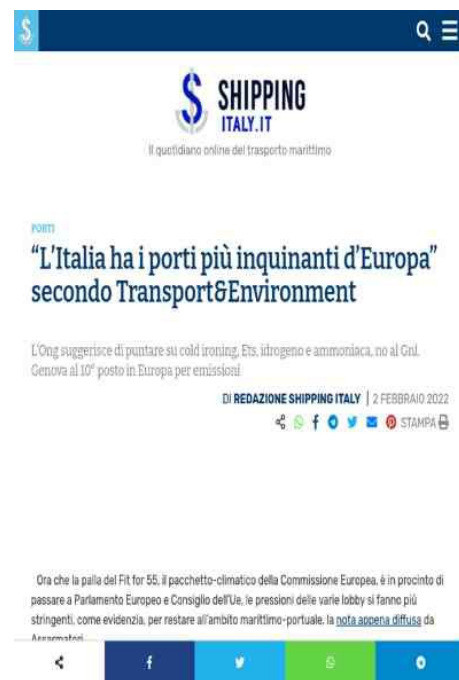 SHIPPING
ITALY.IT
Il quotidiano online del trasporto marittimo
PORTI
“L’Italia ha i porti più inquinanti d’Europa”
secondo Transport&Environment
L’Ong suggerisce di puntare su cold ironing, Ets, idrogeno e ammoniaca, no al Gnl.
Genova al 10° posto in Europa per emissioni
DI REDAZIONE SHIPPING ITALY | 2 FEBBRAIO 2022
STAMPA
Ora che la palla del Fit for 55, il pacchetto-climatico della Commissione Europea, è in procinto di
passare a Parlamento Europeo e Consiglio dell’Ue, le pressioni delle varie lobby si fanno più
stringenti, come evidenzia, per restare all’ambito marittimo-portuale, la nota appena diffusa da